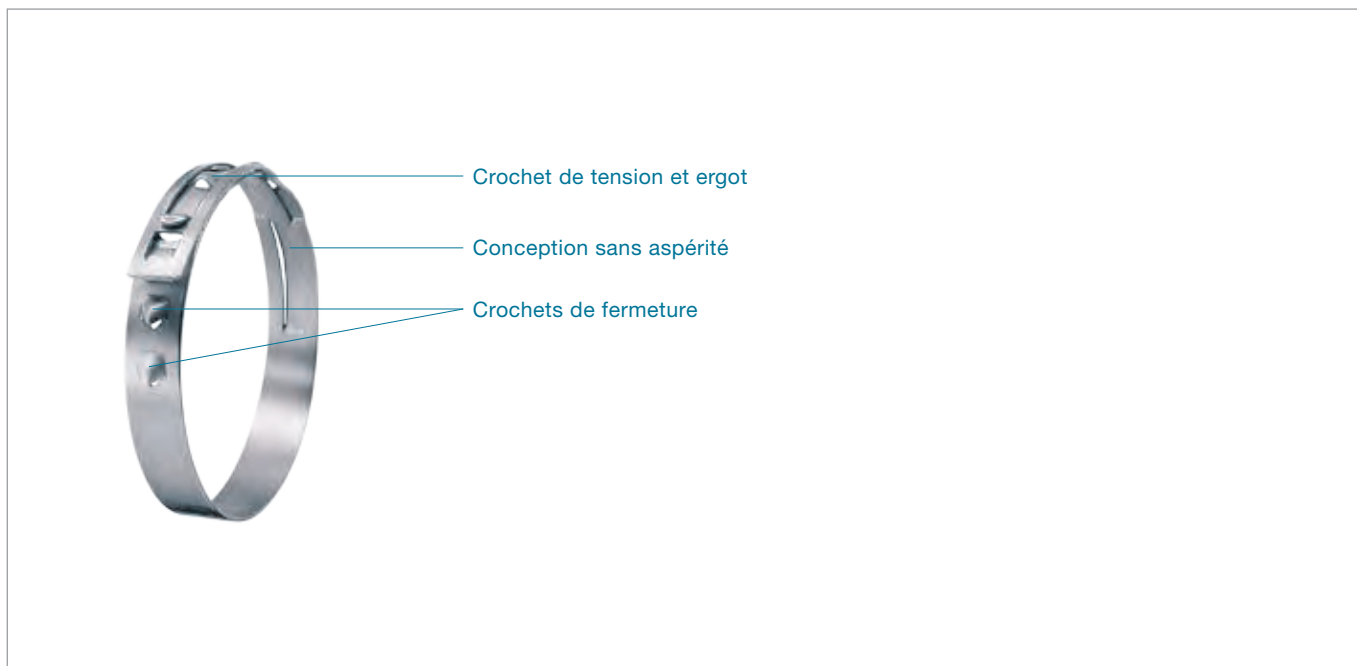 Crochet de tension et ergot
Conception sans aspérité
Crochets de fermeture